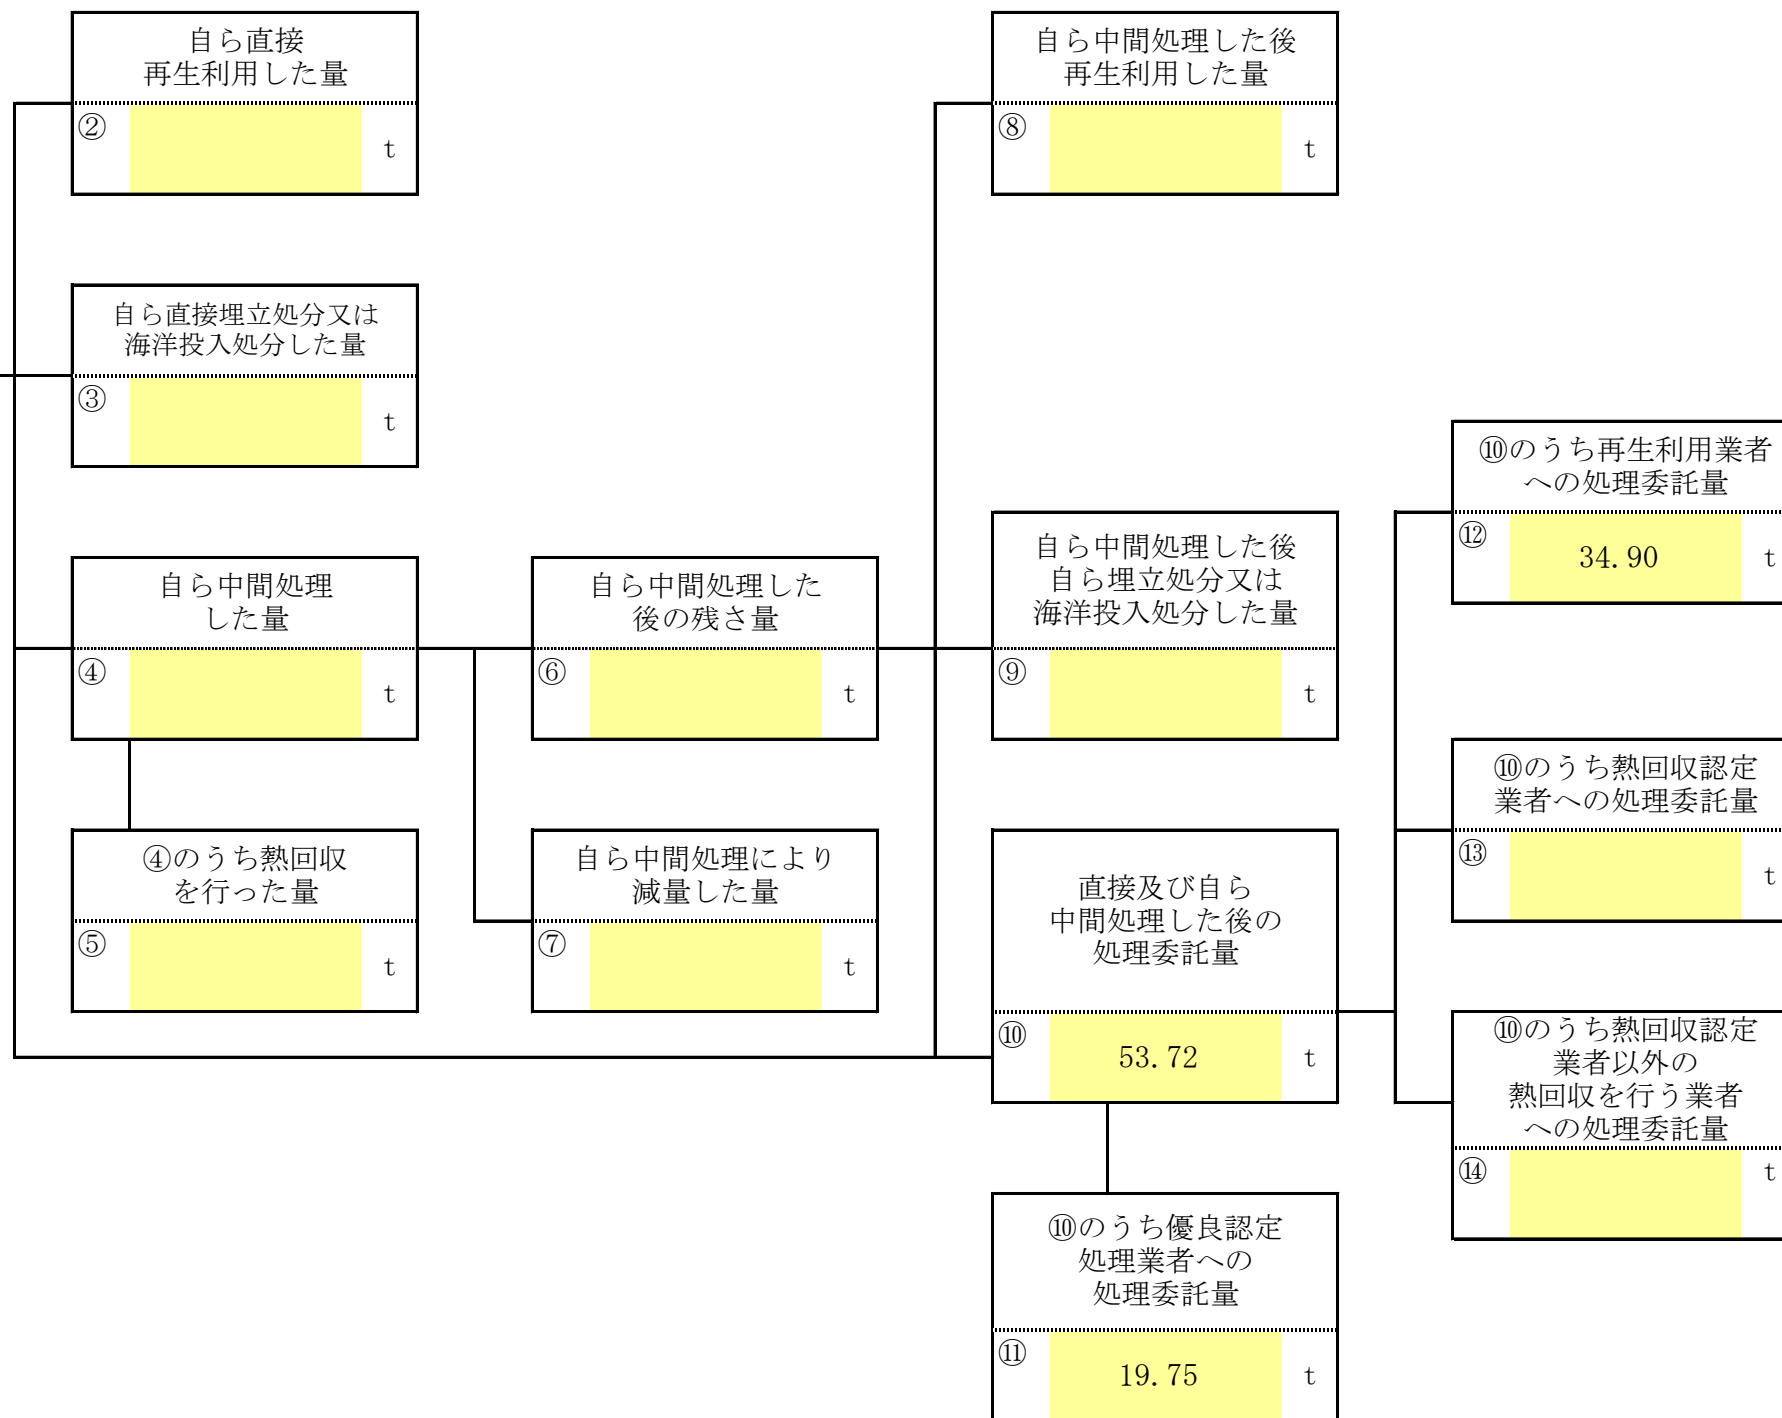 自ら直接
再生利用した量
②
t
自ら直接埋立処分又は
海洋投入処分した量
③
t
自ら中間処理
した量
④
t
④のうち熱回収
を行った量
⑤
t
自ら中間処理した
後の残さ量
⑥
t
自ら中間処理により
減量した量
⑦
t
自ら中間処理した後
再生利用した量
⑧
t
自ら中間処理した後
自ら埋立処分又は
海洋投入処分した量
⑨
t
直接及び自ら
中間処理した後の
処理委託量
⑩ 53.72 t
⑩のうち優良認定
処理業者への
処理委託量
⑪ 19.75 t
⑩のうち再生利用業者
への処理委託量
⑫ 34.90 t
⑩のうち熱回収認定
業者への処理委託量
⑬
t
⑩のうち熱回収認定
業者以外の
熱回収を行う業者
への処理委託量
⑭
t